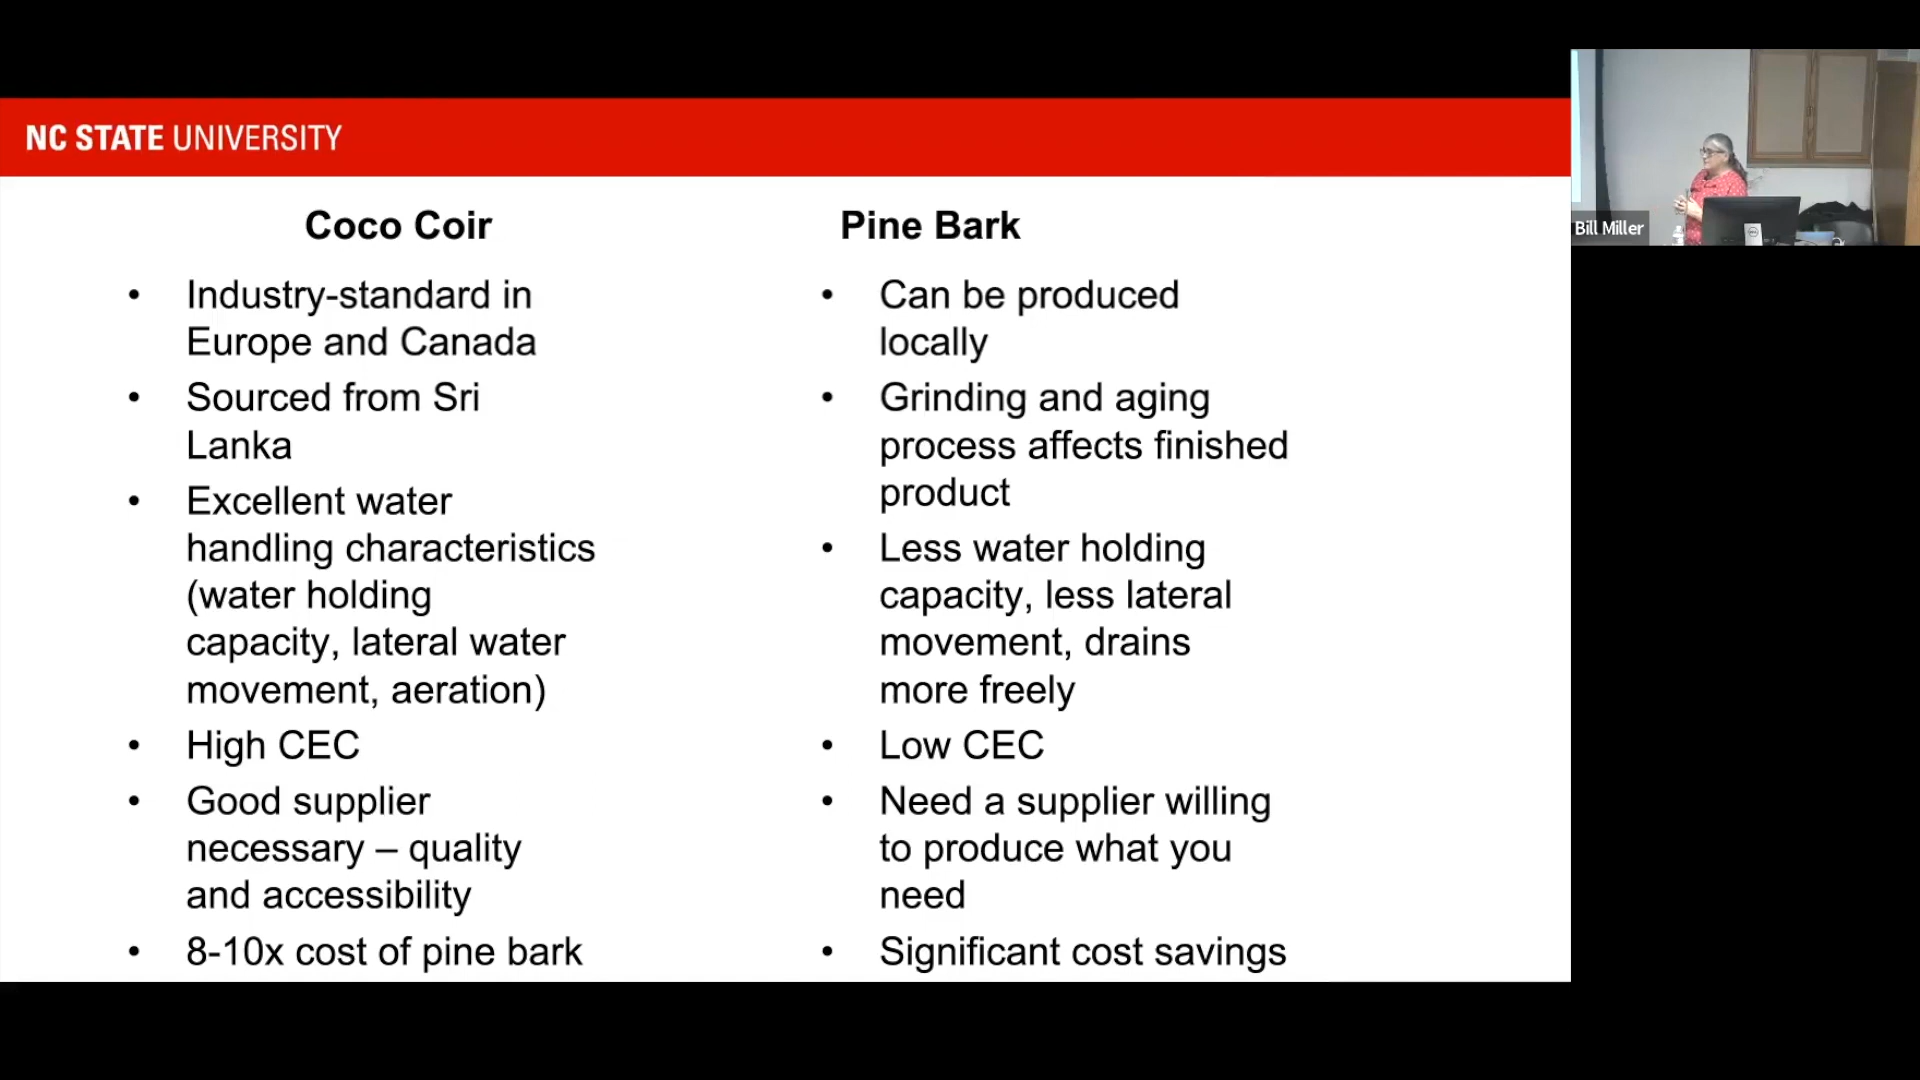 NC STATE UNIVERSITY
Bill Miller
Coco Coir
• Industry-standard in
Europe and Canada
• Sourced from Sri
Lanka
• Excellent water
handling characteristics
(water holding
capacity, lateral water
movement, aeration)
• High CEC
• Good supplier
necessary – quality
and accessibility
• 8-10x cost of pine bark
Pine Bark
• Can be produced
locally
• Grinding and aging
process affects finished
product
• Less water holding
capacity, less lateral
movement, drains
more freely
• Low CEC
• Need a supplier willing
to produce what you
need
• Significant cost savings